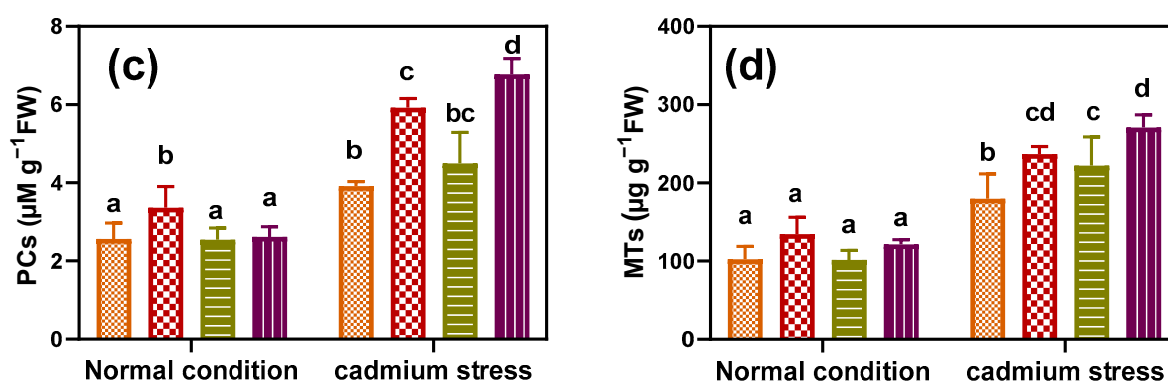 (c)
PCs (μM g⁻¹FW)
8
6
4
2
0
a
b
a
a
b
c
bc
d
Normal condition
cadmium stress
(d)
MTs (μg g⁻¹FW)
400
300
200
100
0
a
a
a
a
b
cd
c
d
Normal condition
cadmium stress